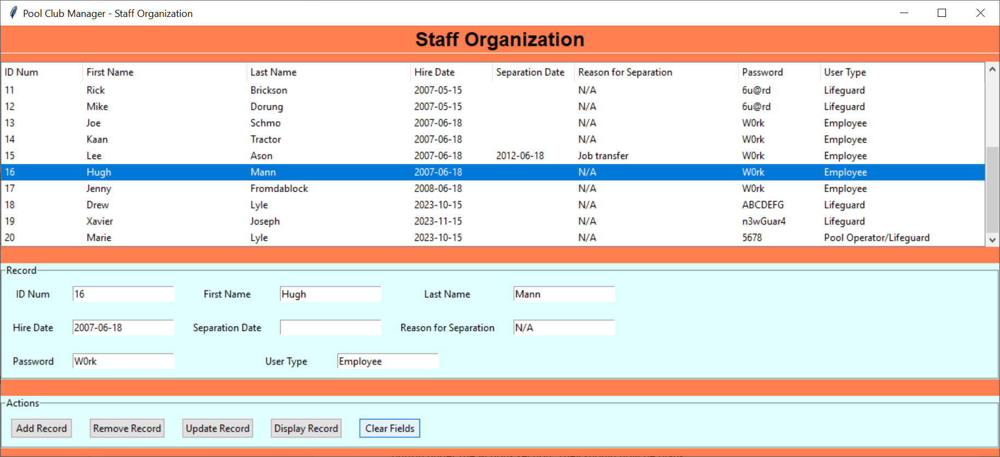 Pool Club Manager - Staff Organization
Staff Organization
ID Num First Name Last Name Hire Date Separation Date Reason for Separation Password User Type
11 Rick Brickson 2007-05-15 N/A 6u@rd Lifeguard
12 Mike Dorung 2007-05-15 N/A 6u@rd Lifeguard
13 Joe Schmo 2007-06-18 N/A W0rk Employee
14 Kaan Tractor 2007-06-18 N/A W0rk Employee
15 Lee Ason 2007-06-18 2012-06-18 Job transfer W0rk Employee
16 Hugh Mann 2007-06-18 N/A W0rk Employee
17 Jenny Fromdablock 2008-06-18 N/A W0rk Employee
18 Drew Lyle 2023-10-15 N/A ABCDEFG Lifeguard
19 Xavier Joseph 2023-11-15 N/A n3wGuar4 Lifeguard
20 Marie Lyle 2023-10-15 N/A 5678 Pool Operator/Lifeguard
Record
ID Num 16 First Name Hugh Last Name Mann
Hire Date 2007-06-18 Separation Date Reason for Separation N/A
Password W0rk User Type Employee
Actions
Add Record Remove Record Update Record Display Record Clear Fields